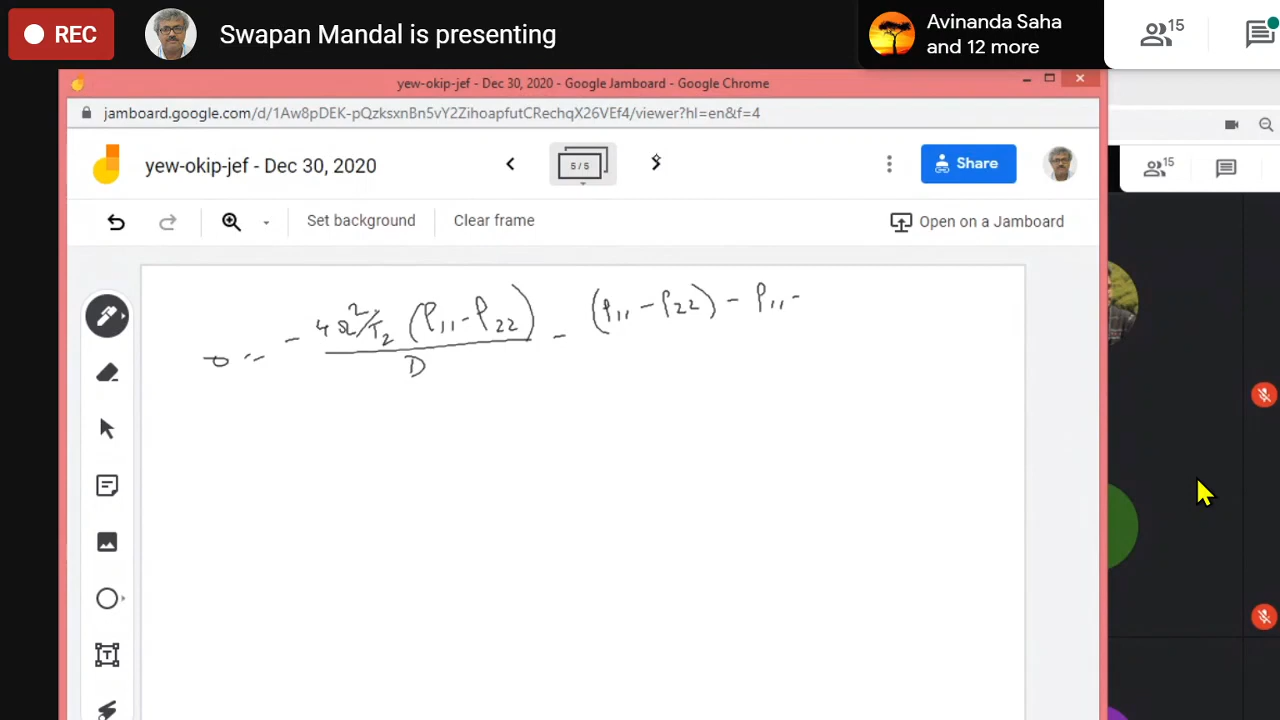 REC
Swapan Mandal is presenting
Avinanda Saha
and 12 more
15
yew-okip-jef - Dec 30, 2020 - Google Jamboard - Google Chrome
jamboard.google.com/d/1Aw8pDEK-pQzksxnBn5vY2ZihoapfutCRechqX26VEf4/viewer?hl=en&f=4
yew-okip-jef - Dec 30, 2020
5 / 5
Share
15
Set background
Clear frame
Open on a Jamboard
0 = - 4Ω²/T₂ (ρ₁₁ - ρ₂₂) / D - (ρ₁₁ - ρ₂₂) - ρ₁₁ -